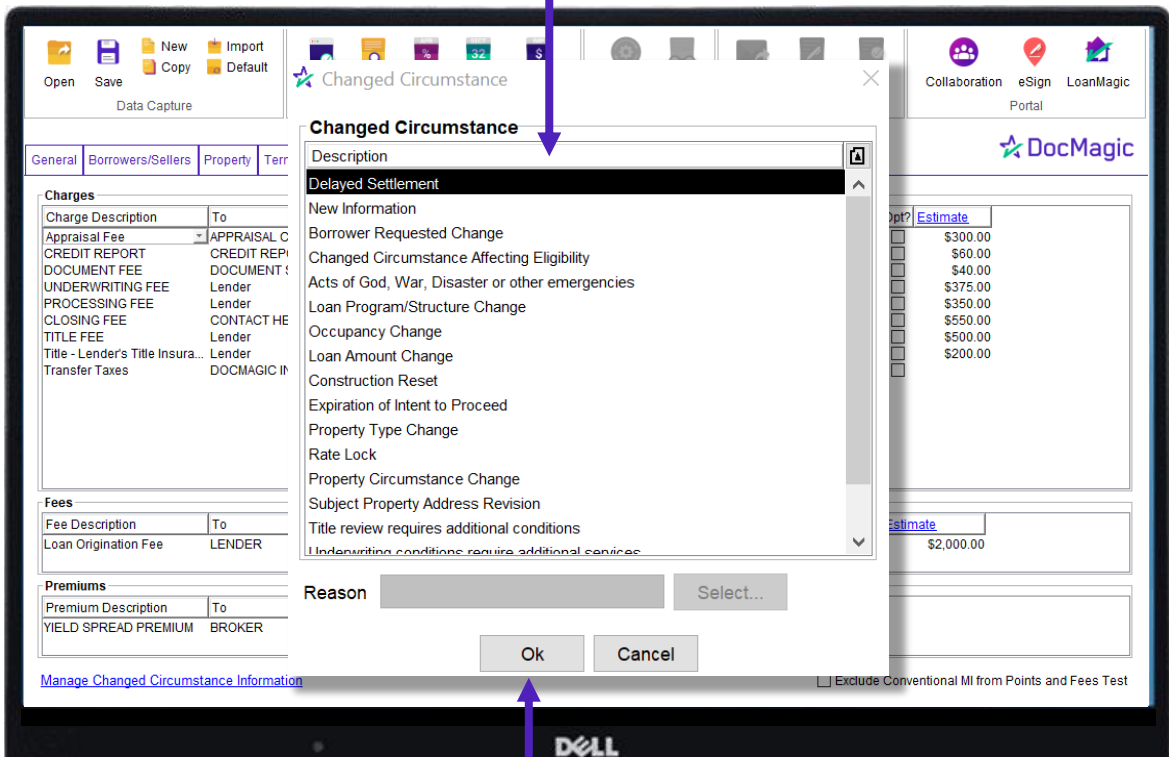 New
Import
Open
Save
Copy
Default
Data Capture
%
32
$
Collaboration
eSign
LoanMagic
Portal
Changed Circumstance
DocMagic
General
Borrowers/Sellers
Property
Changed Circumstance
Description
Delayed Settlement
New Information
Borrower Requested Change
Changed Circumstance Affecting Eligibility
Acts of God, War, Disaster or other emergencies
Loan Program/Structure Change
Occupancy Change
Loan Amount Change
Construction Reset
Expiration of Intent to Proceed
Property Type Change
Rate Lock
Property Circumstance Change
Subject Property Address Revision
Title review requires additional conditions
Underwriting conditions require additional services
Reason
Select...
Ok
Cancel
Charges
Charge Description To Estimate
Appraisal Fee APPRAISAL $300.00
CREDIT REPORT CREDIT $60.00
DOCUMENT FEE DOCUMENT $40.00
UNDERWRITING FEE Lender $375.00
PROCESSING FEE Lender $350.00
CLOSING FEE CONTACT $550.00
TITLE FEE Lender $500.00
Title - Lender's Title Insura... Lender $200.00
Transfer Taxes DOCMAGIC
Fees
Fee Description To Estimate
Loan Origination Fee LENDER $2,000.00
Premiums
Premium Description To
YIELD SPREAD PREMIUM BROKER
Manage Changed Circumstance Information
Exclude Conventional MI from Points and Fees Test
DELL